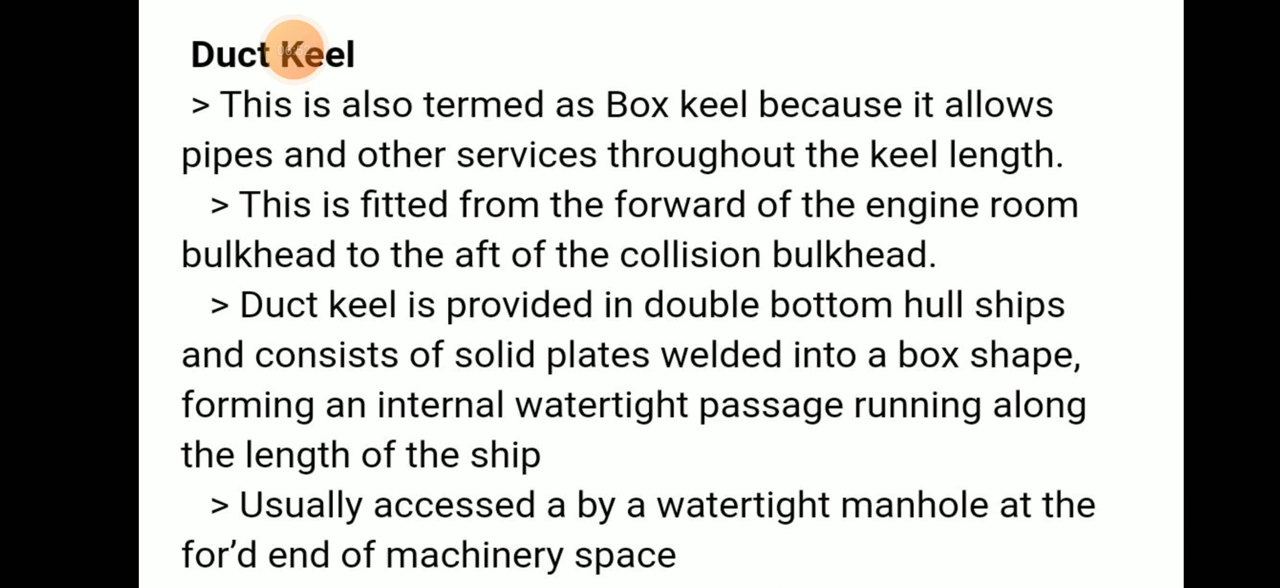 Duct Keel
> This is also termed as Box keel because it allows
pipes and other services throughout the keel length.
> This is fitted from the forward of the engine room
bulkhead to the aft of the collision bulkhead.
> Duct keel is provided in double bottom hull ships
and consists of solid plates welded into a box shape,
forming an internal watertight passage running along
the length of the ship
> Usually accessed a by a watertight manhole at the
for’d end of machinery space